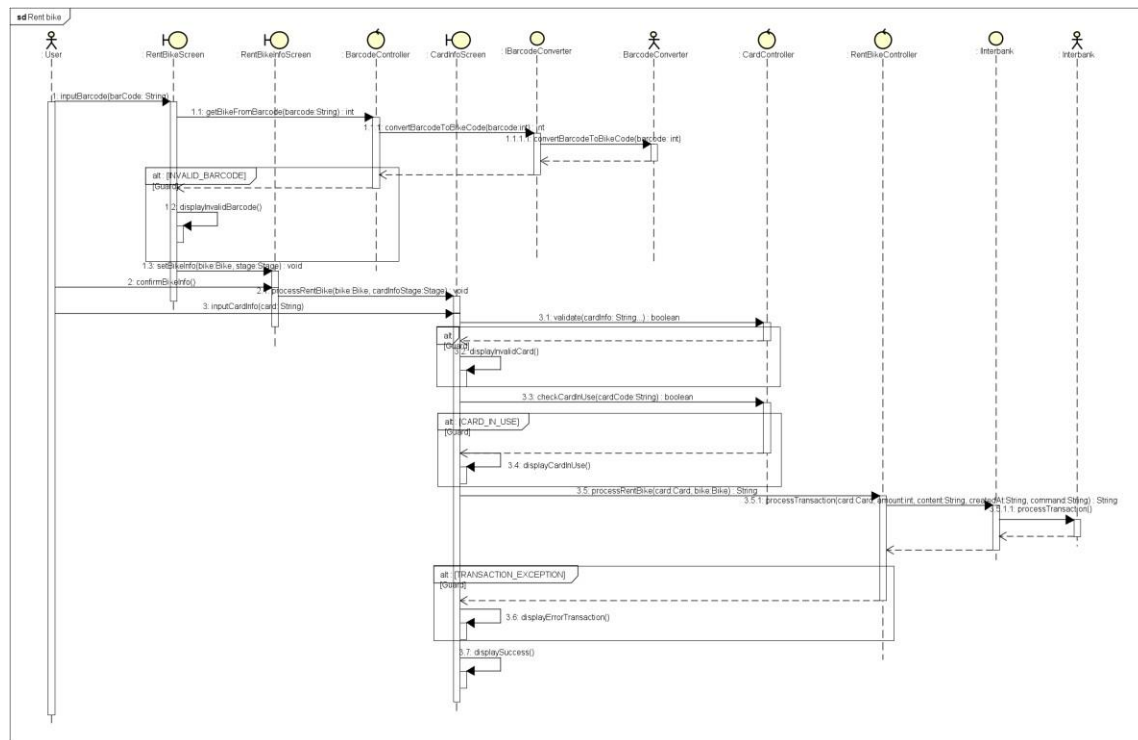 sd Rent bike
: User
: RentBikeScreen
: RentBikeInfoScreen
: BarcodeController
: CardInfoScreen
: IBarcodeConverter
: BarcodeConverter
: CardController
: RentBikeController
: IInterbank
: Interbank
1: inputBarcode(barCode: String)
1.1: getBikeFromBarcode(barcode:String) : int
1.1.1: convertBarcodeToBikeCode(barcode:int) : int
1.1.1.1: convertBarcodeToBikeCode(barcode: int)
alt : [INVALID_BARCODE]
[Guard]
1.2: displayInvalidBarcode()
1.3: setBikeInfo(bike:Bike, stage:Stage) : void
2: confirmBikeInfo()
processRentBike(bike:Bike, cardInfoStage:Stage) : void
3: inputCardInfo(card: String)
3.1: validate(cardInfo: String...) : boolean
alt :
[Guard]
3.2: displayInvalidCard()
3.3: checkCardInUse(cardCode:String) : boolean
alt : [CARD_IN_USE]
[Guard]
3.4: displayCardInUse()
3.5: processRentBike(card:Card, bike:Bike) : String
3.5.1: processTransaction(card:Card, amount:int, content:String, createdAt:String, command:String) : String
3.5.1.1: processTransaction()
alt : [TRANSACTION_EXCEPTION]
[Guard]
3.6: displayErrorTransaction()
3.7: displaySuccess()